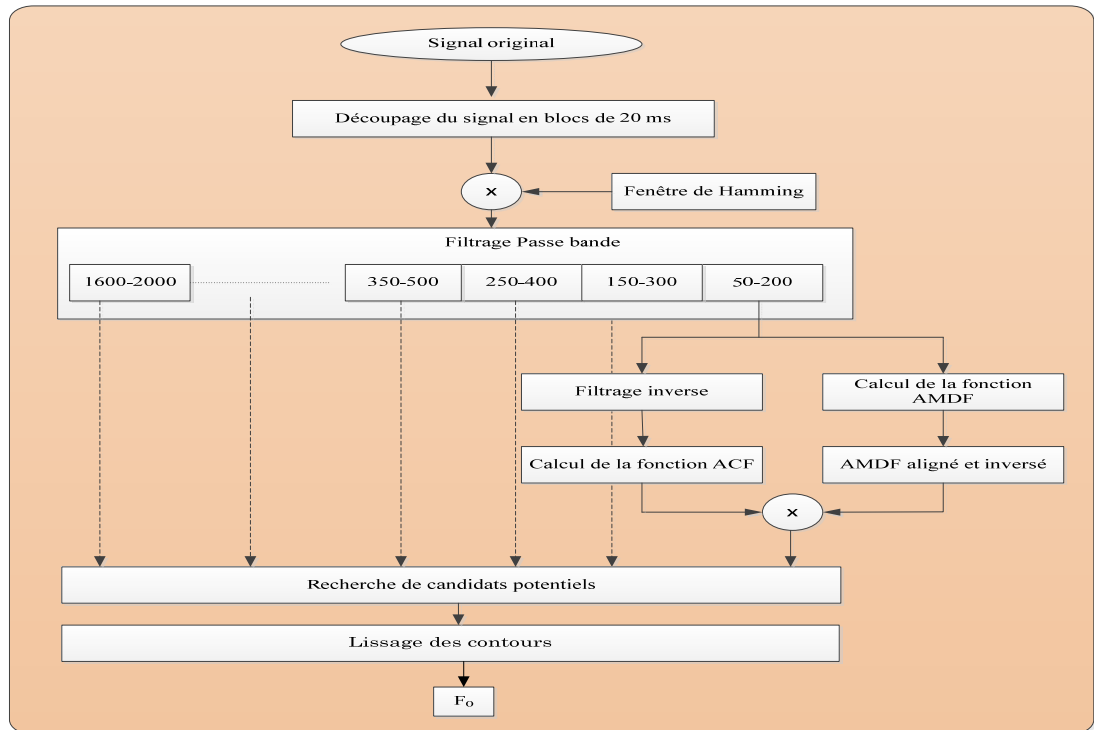 Signal original
Découpage du signal en blocs de 20 ms
x
Fenêtre de Hamming
Filtrage Passe bande
1600-2000
350-500
250-400
150-300
50-200
Filtrage inverse
Calcul de la fonction
AMDF
Calcul de la fonction ACF
AMDF aligné et inversé
x
Recherche de candidats potentiels
Lissage des contours
F₀